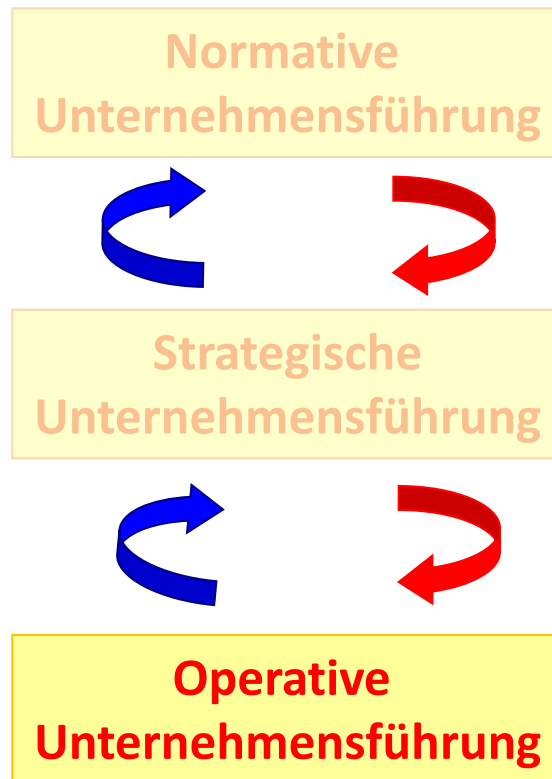 Normative
Unternehmensführung
Strategische
Unternehmensführung
Operative
Unternehmensführung